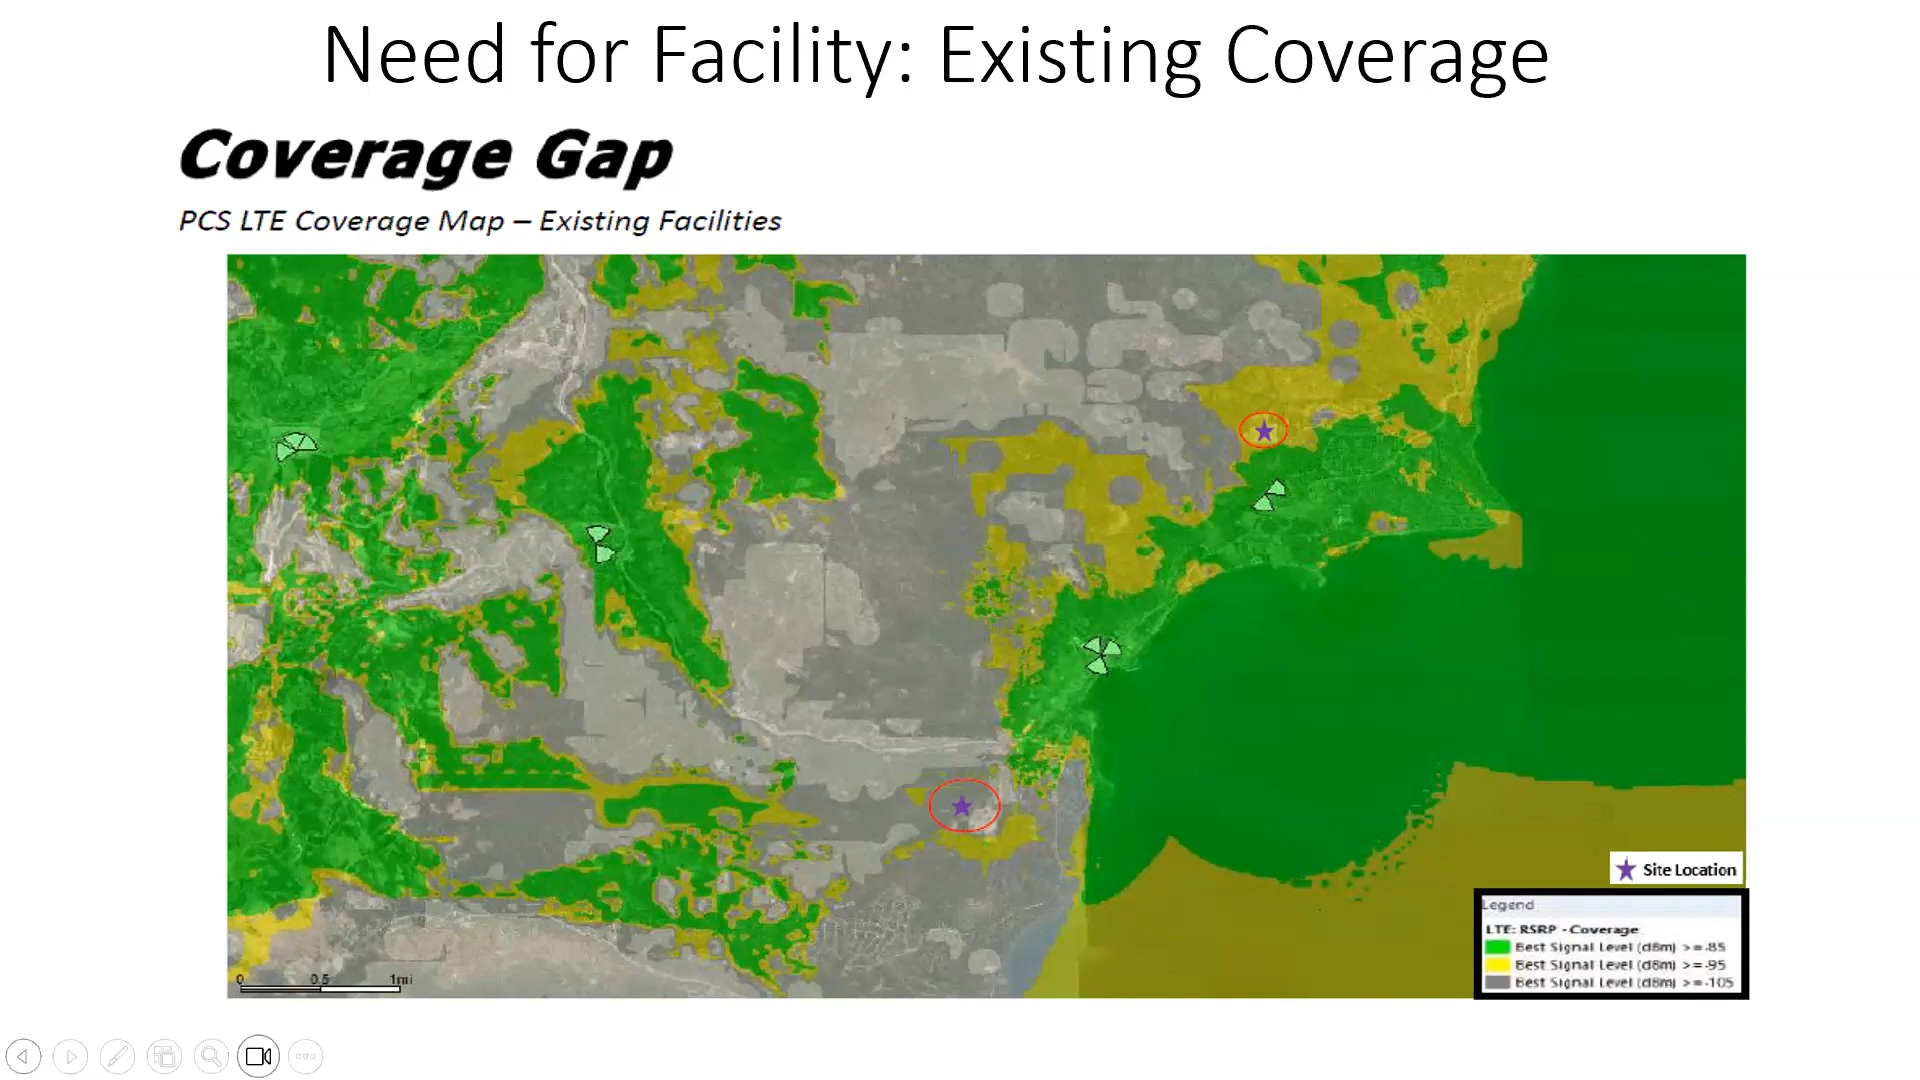 Need for Facility: Existing Coverage
Coverage Gap
PCS LTE Coverage Map – Existing Facilities
Site Location
Legend
LTE: RSRP - Coverage
Best Signal Level (dBm) >=-85
Best Signal Level (dBm) >=-95
Best Signal Level (dBm) >=-105
0 0.5 1mi